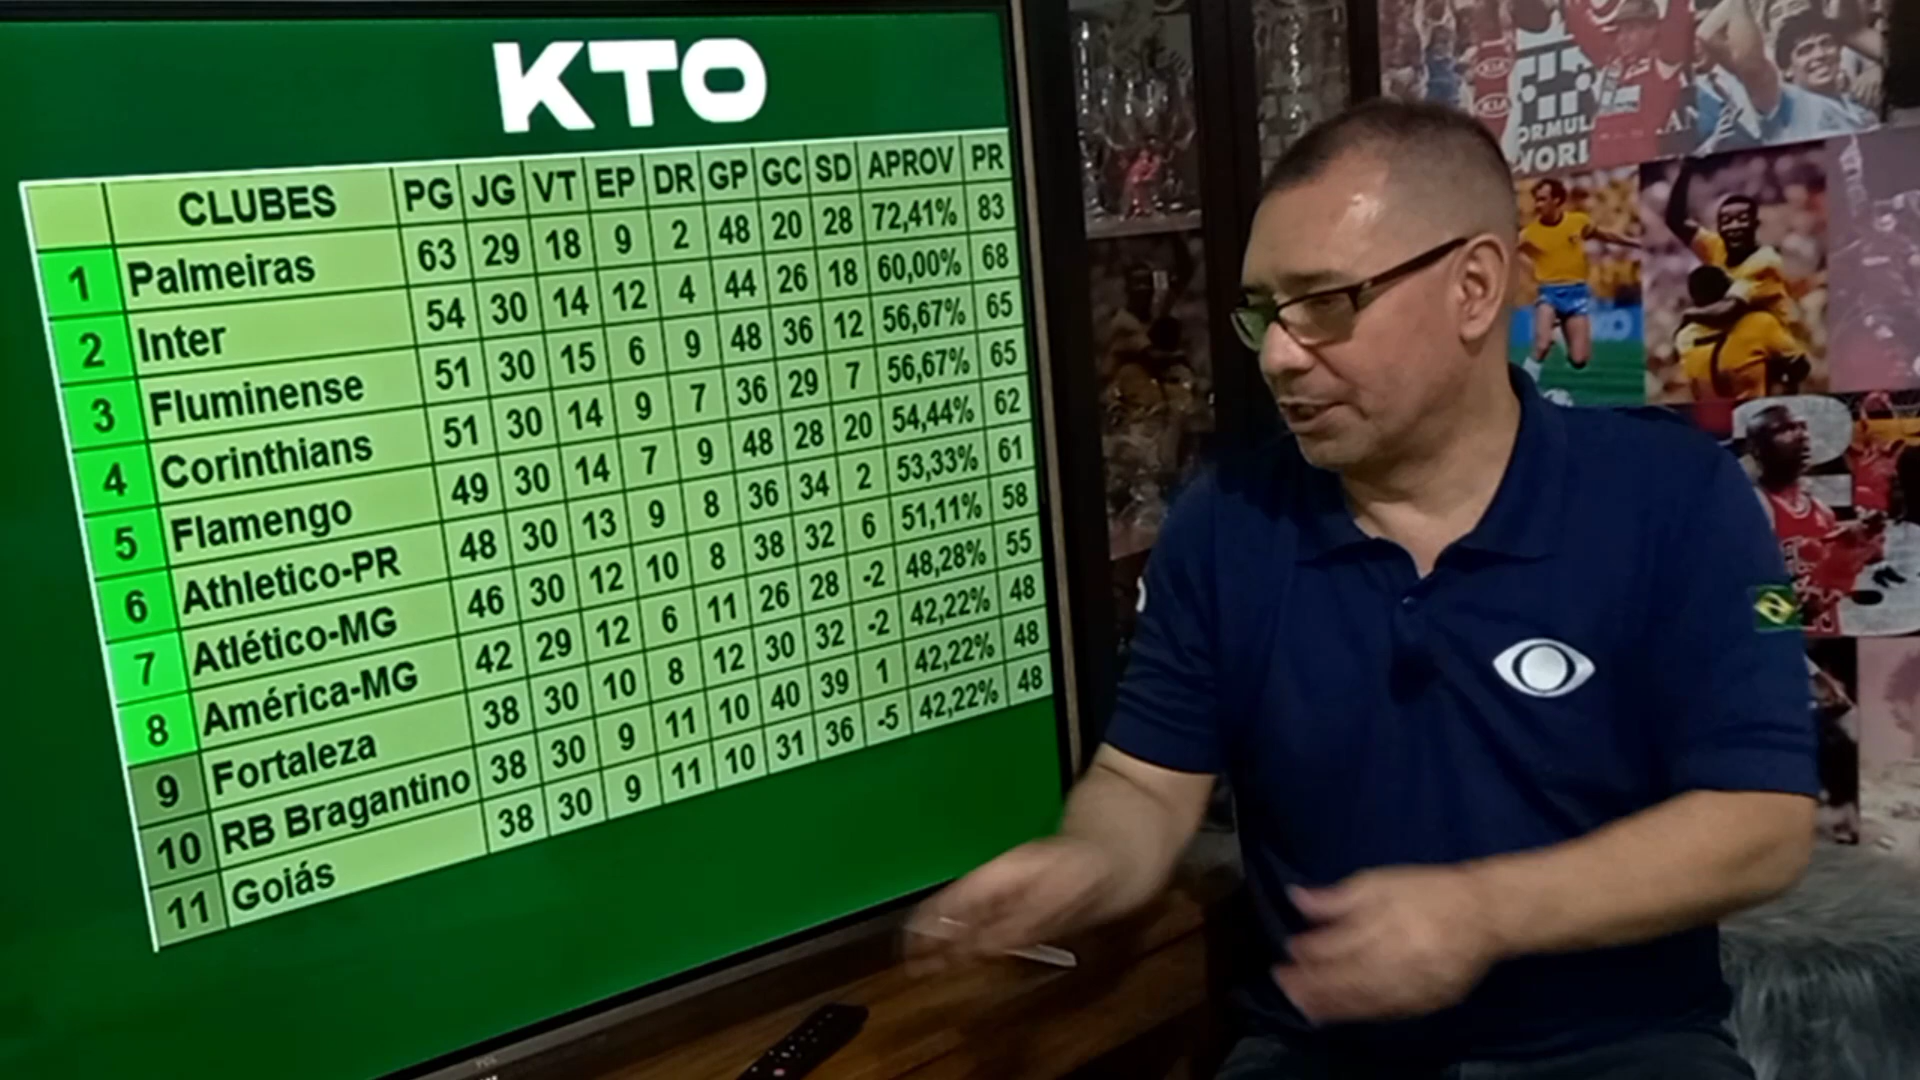 KTO
CLUBES PG JG VT EP DR GP GC SD APROV PR
1 Palmeiras 63 29 18 9 2 48 20 28 72,41% 83
2 Inter 54 30 14 12 4 44 26 18 60,00% 68
3 Fluminense 51 30 15 6 9 48 36 12 56,67% 65
4 Corinthians 51 30 14 9 7 36 29 7 56,67% 65
5 Flamengo 49 30 14 7 9 48 28 20 54,44% 62
6 Athletico-PR 48 30 13 9 8 36 34 2 53,33% 61
7 Atlético-MG 46 30 12 10 8 38 32 6 51,11% 58
8 América-MG 42 29 12 6 11 26 28 -2 48,28% 55
9 Fortaleza 38 30 10 8 12 30 32 -2 42,22% 48
10 RB Bragantino 38 30 9 11 10 40 39 1 42,22% 48
11 Goiás 38 30 9 11 10 31 36 -5 42,22% 48
KIA
KIA